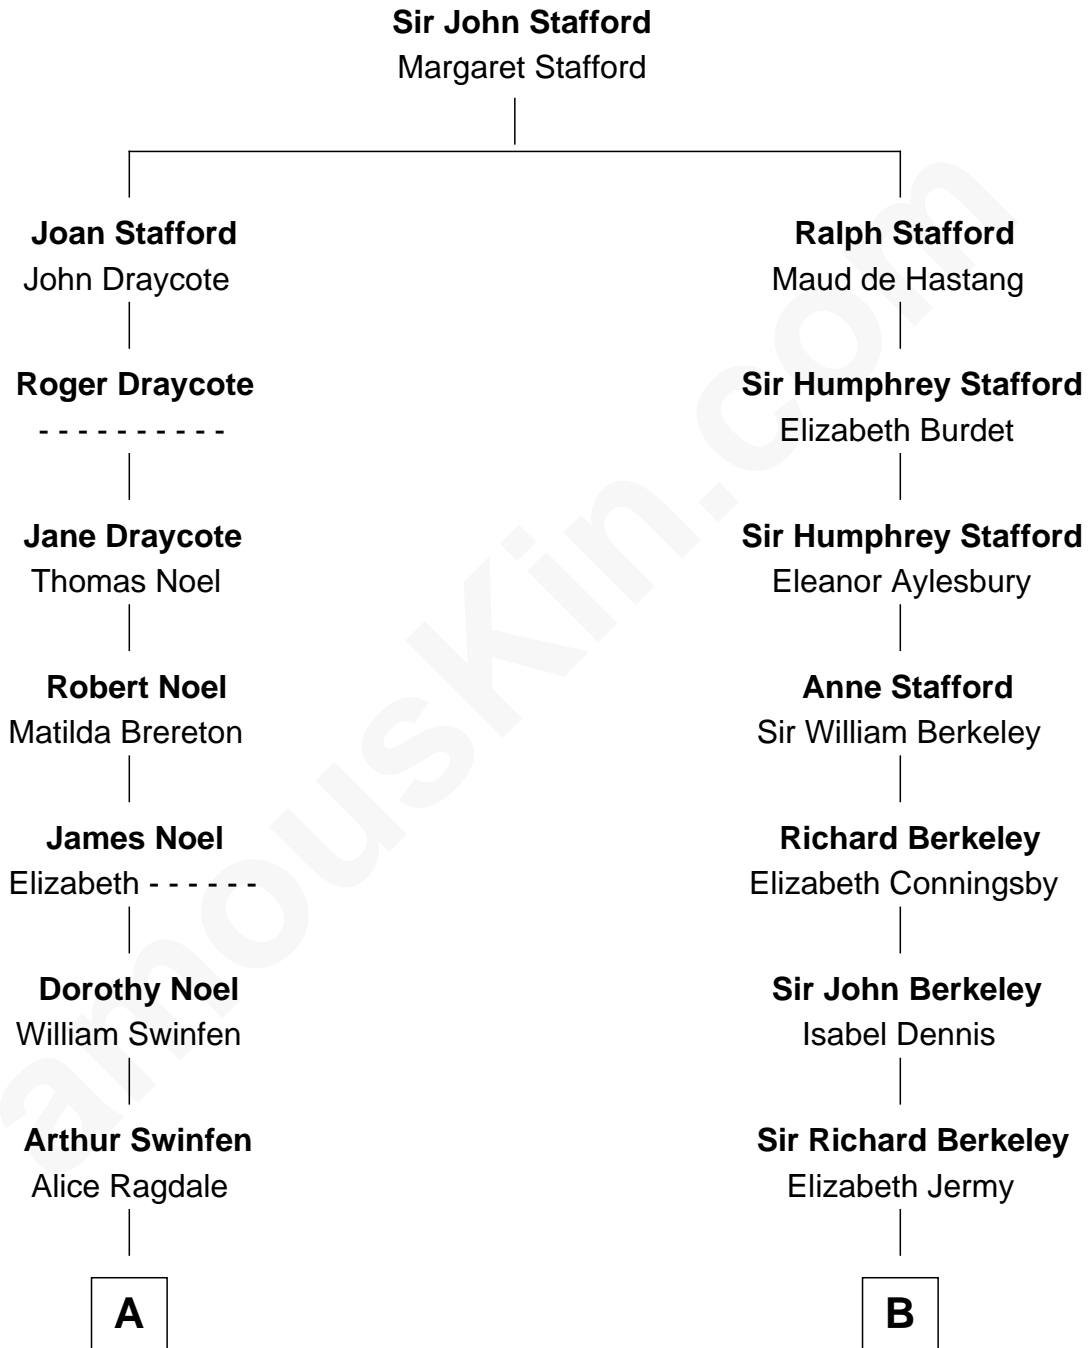 Sir John Stafford
Margaret Stafford
Joan Stafford
John Draycote
Ralph Stafford
Maud de Hastang
Roger Draycote
- - - - - - - - - -
Sir Humphrey Stafford
Elizabeth Burdet
Jane Draycote
Thomas Noel
Sir Humphrey Stafford
Eleanor Aylesbury
Robert Noel
Matilda Brereton
Anne Stafford
Sir William Berkeley
James Noel
Elizabeth - - - - - -
Richard Berkeley
Elizabeth Conningsby
Dorothy Noel
William Swinfen
Sir John Berkeley
Isabel Dennis
Arthur Swinfen
Alice Ragdale
Sir Richard Berkeley
Elizabeth Jermy
A
B
amouskin.com